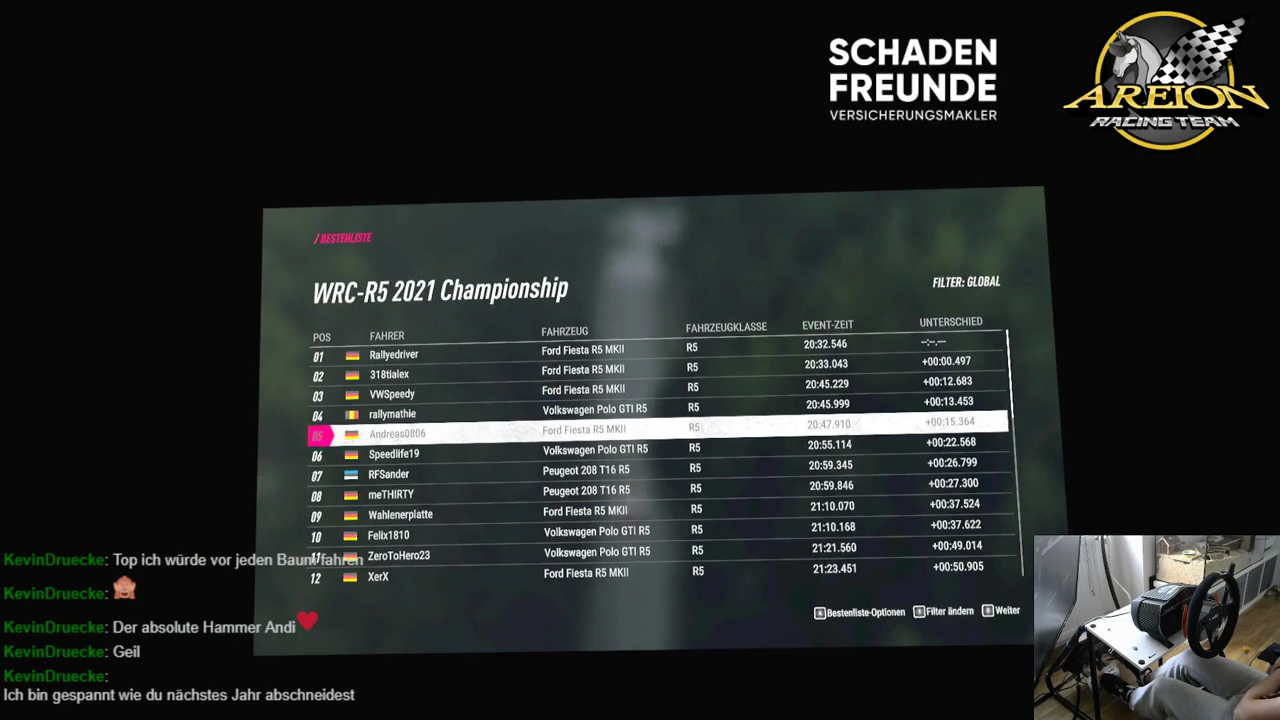 SCHADEN
FREUNDE
VERSICHERUNGSMAKLER
AREION
RACING TEAM
/ BESTENLISTE
WRC-R5 2021 Championship
FILTER: GLOBAL
POS FAHRER FAHRZEUG FAHRZEUGKLASSE EVENT-ZEIT UNTERSCHIED
01 Rallyedriver Ford Fiesta R5 MKII R5 20:32.546 --:--.---
02 318tialex Ford Fiesta R5 MKII R5 20:33.043 +00:00.497
03 VWSpeedy Ford Fiesta R5 MKII R5 20:45.229 +00:12.683
04 rallymathie Volkswagen Polo GTI R5 R5 20:45.999 +00:13.453
05 Andreas0806 Ford Fiesta R5 MKII R5 20:47.910 +00:15.364
06 Speedlife19 Volkswagen Polo GTI R5 R5 20:55.114 +00:22.568
07 RFSander Peugeot 208 T16 R5 R5 20:59.345 +00:26.799
08 meTHIRTY Peugeot 208 T16 R5 R5 20:59.846 +00:27.300
09 Wahlenerplatte Ford Fiesta R5 MKII R5 21:10.070 +00:37.524
10 Felix1810 Volkswagen Polo GTI R5 R5 21:10.168 +00:37.622
11 ZeroToHero23 Volkswagen Polo GTI R5 R5 21:21.560 +00:49.014
12 XerX Ford Fiesta R5 MKII R5 21:23.451 +00:50.905
Bestenliste-Optionen Filter ändern Weiter
KevinDruecke: Top ich würde vor jeden Baum fahren
KevinDruecke: 🙈
KevinDruecke: Der absolute Hammer Andi❤
KevinDruecke: Geil
KevinDruecke:
Ich bin gespannt wie du nächstes Jahr abschneidest